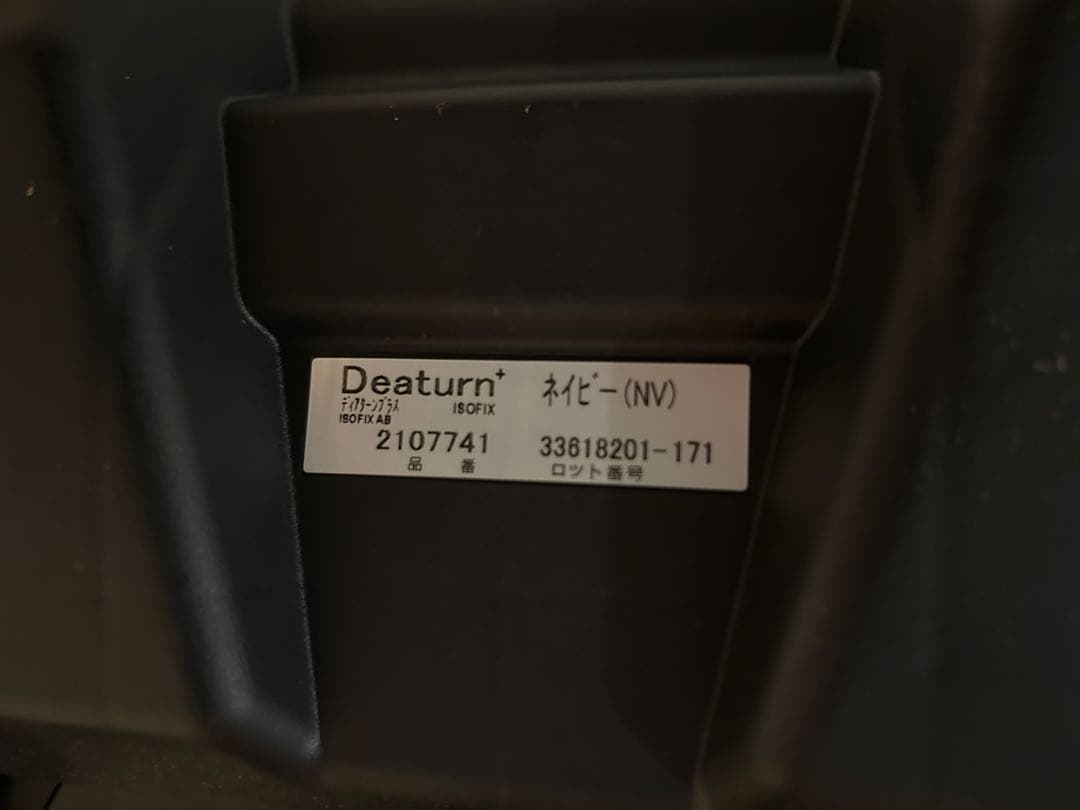 Deaturn+ ネイビー(NV)
ディアターンプラス ISOFIX
ISOFIX AB
2107741 33618201-171
品番 ロット番号